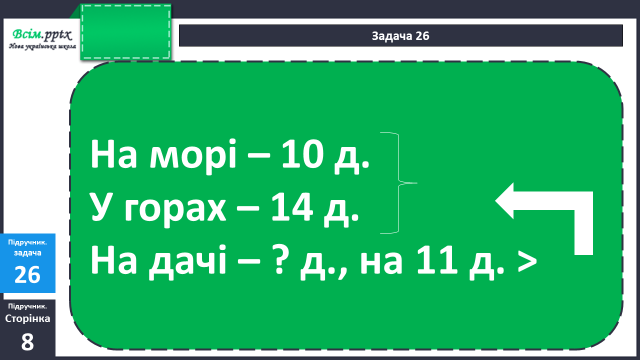 Всім.pptx
Нова українська школа
Задача 26
На морі – 10 д.
У горах – 14 д.
На дачі – ? д., на 11 д. >
Підручник.
задача
26
Підручник.
Сторінка
8